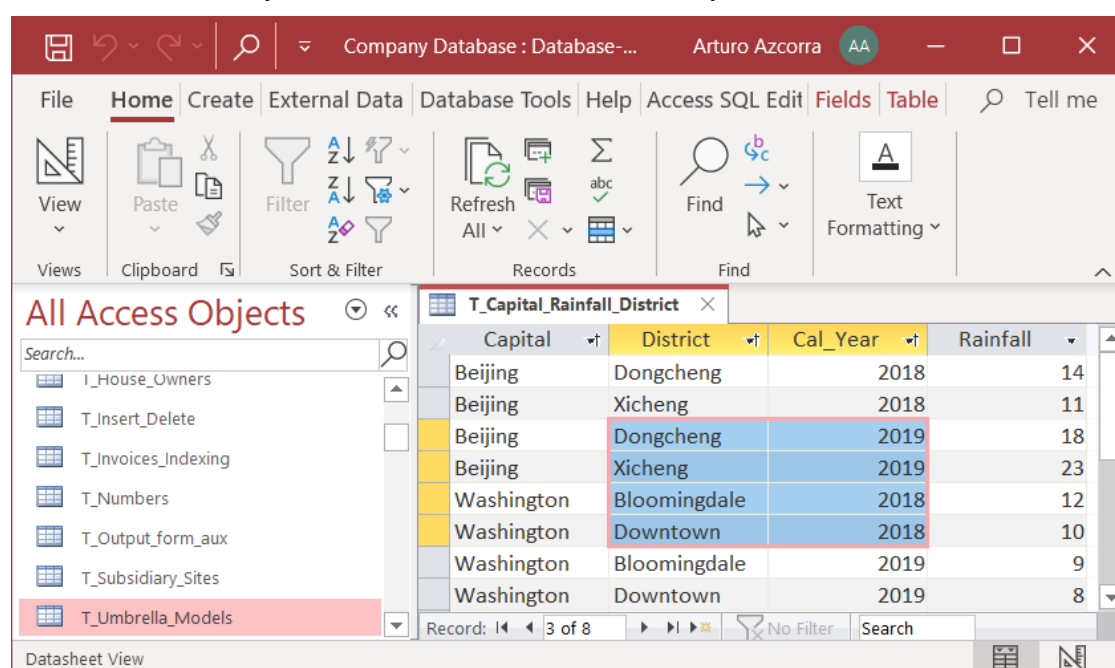 Company Database : Database-... Arturo Azcorra AA
File Home Create External Data Database Tools Help Access SQL Edit Fields Table Tell me
View Paste Filter Refresh All Find Text Formatting
Views Clipboard Sort & Filter Records Find
All Access Objects
Search...
T_House_Owners
T_Insert_Delete
T_Invoices_Indexing
T_Numbers
T_Output_form_aux
T_Subsidiary_Sites
T_Umbrella_Models
T_Capital_Rainfall_District
Capital District Cal_Year Rainfall
Beijing Dongcheng 2018 14
Beijing Xicheng 2018 11
Beijing Dongcheng 2019 18
Beijing Xicheng 2019 23
Washington Bloomingdale 2018 12
Washington Downtown 2018 10
Washington Bloomingdale 2019 9
Washington Downtown 2019 8
Record: 3 of 8 No Filter Search
Datasheet View